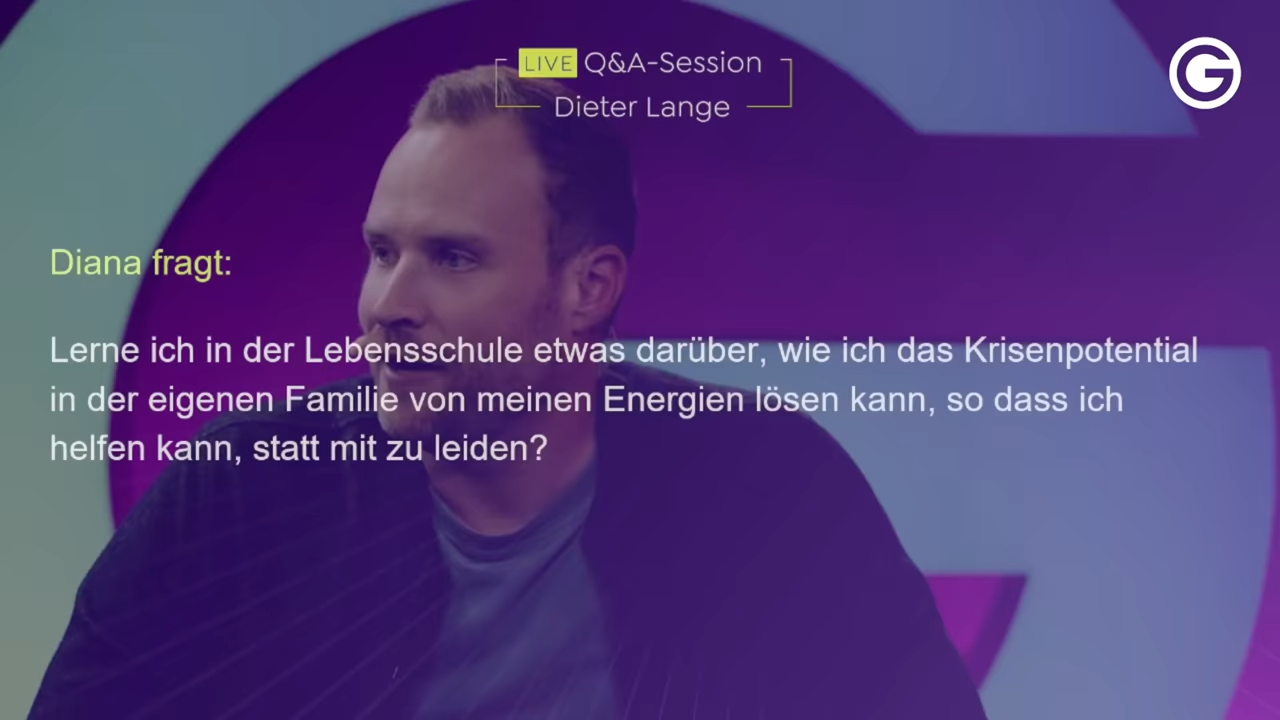 LIVE Q&A-Session
Dieter Lange
G
Diana fragt:
Lerne ich in der Lebensschule etwas darüber, wie ich das Krisenpotential
in der eigenen Familie von meinen Energien lösen kann, so dass ich
helfen kann, statt mit zu leiden?